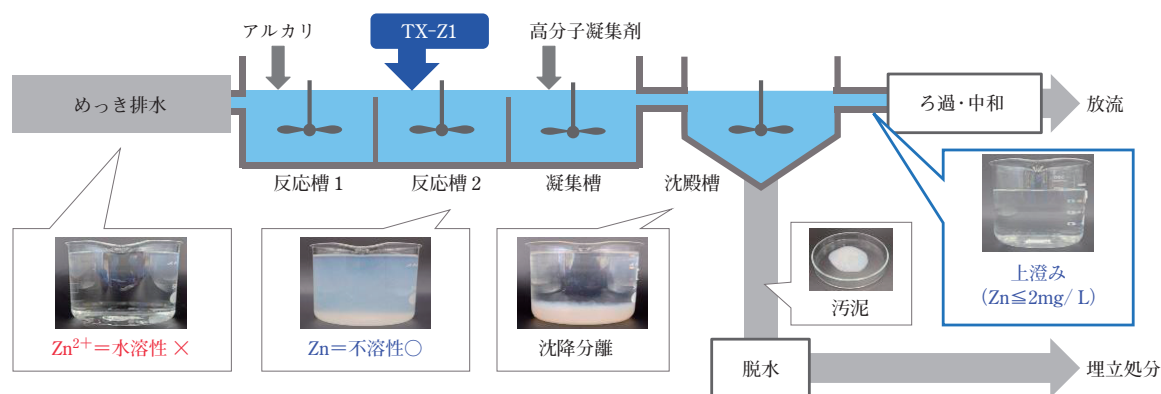 アルカリ
TX-Z1
高分子凝集剤
めっき排水
ろ過・中和
放流
反応槽 1
反応槽 2
凝集槽
沈殿槽
Zn²⁺＝水溶性 ×
Zn＝不溶性○
沈降分離
汚泥
上澄み
（Zn≦2mg/ L）
脱水
埋立処分